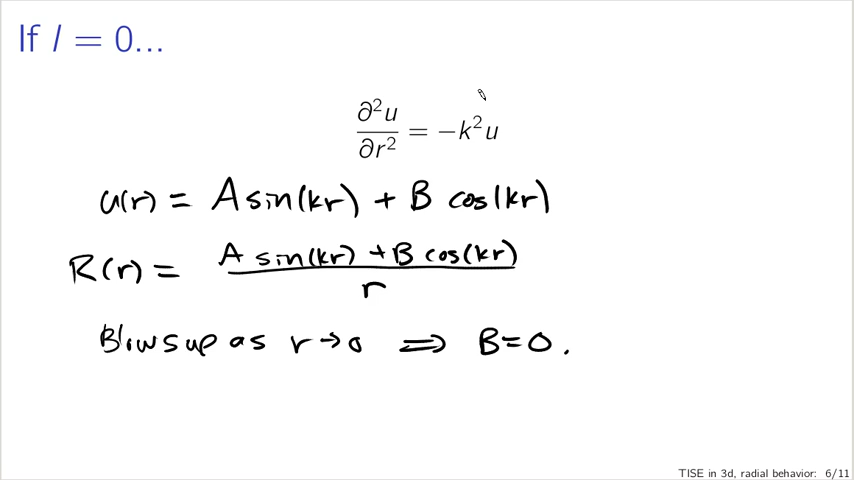 If l = 0...
∂²u/∂r² = −k²u
u(r) = A sin(kr) + B cos(kr)
R(r) = (A sin(kr) + B cos(kr))/r
Blows up as r → 0 ⟹ B=0.
TISE in 3d, radial behavior: 6/11